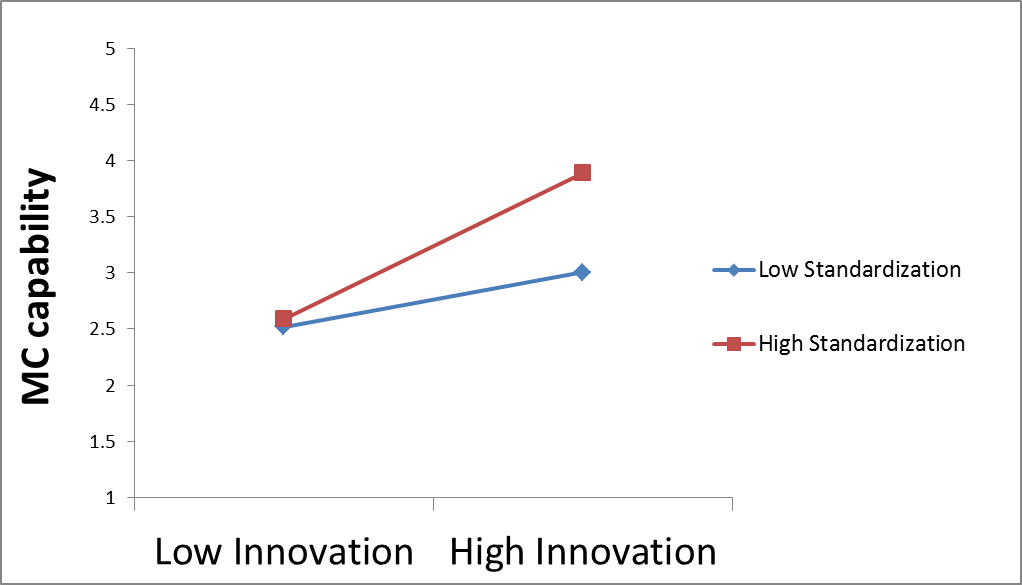 MC capability
5
4.5
4
3.5
3
2.5
2
1.5
1
Low Innovation
High Innovation
Low Standardization
High Standardization